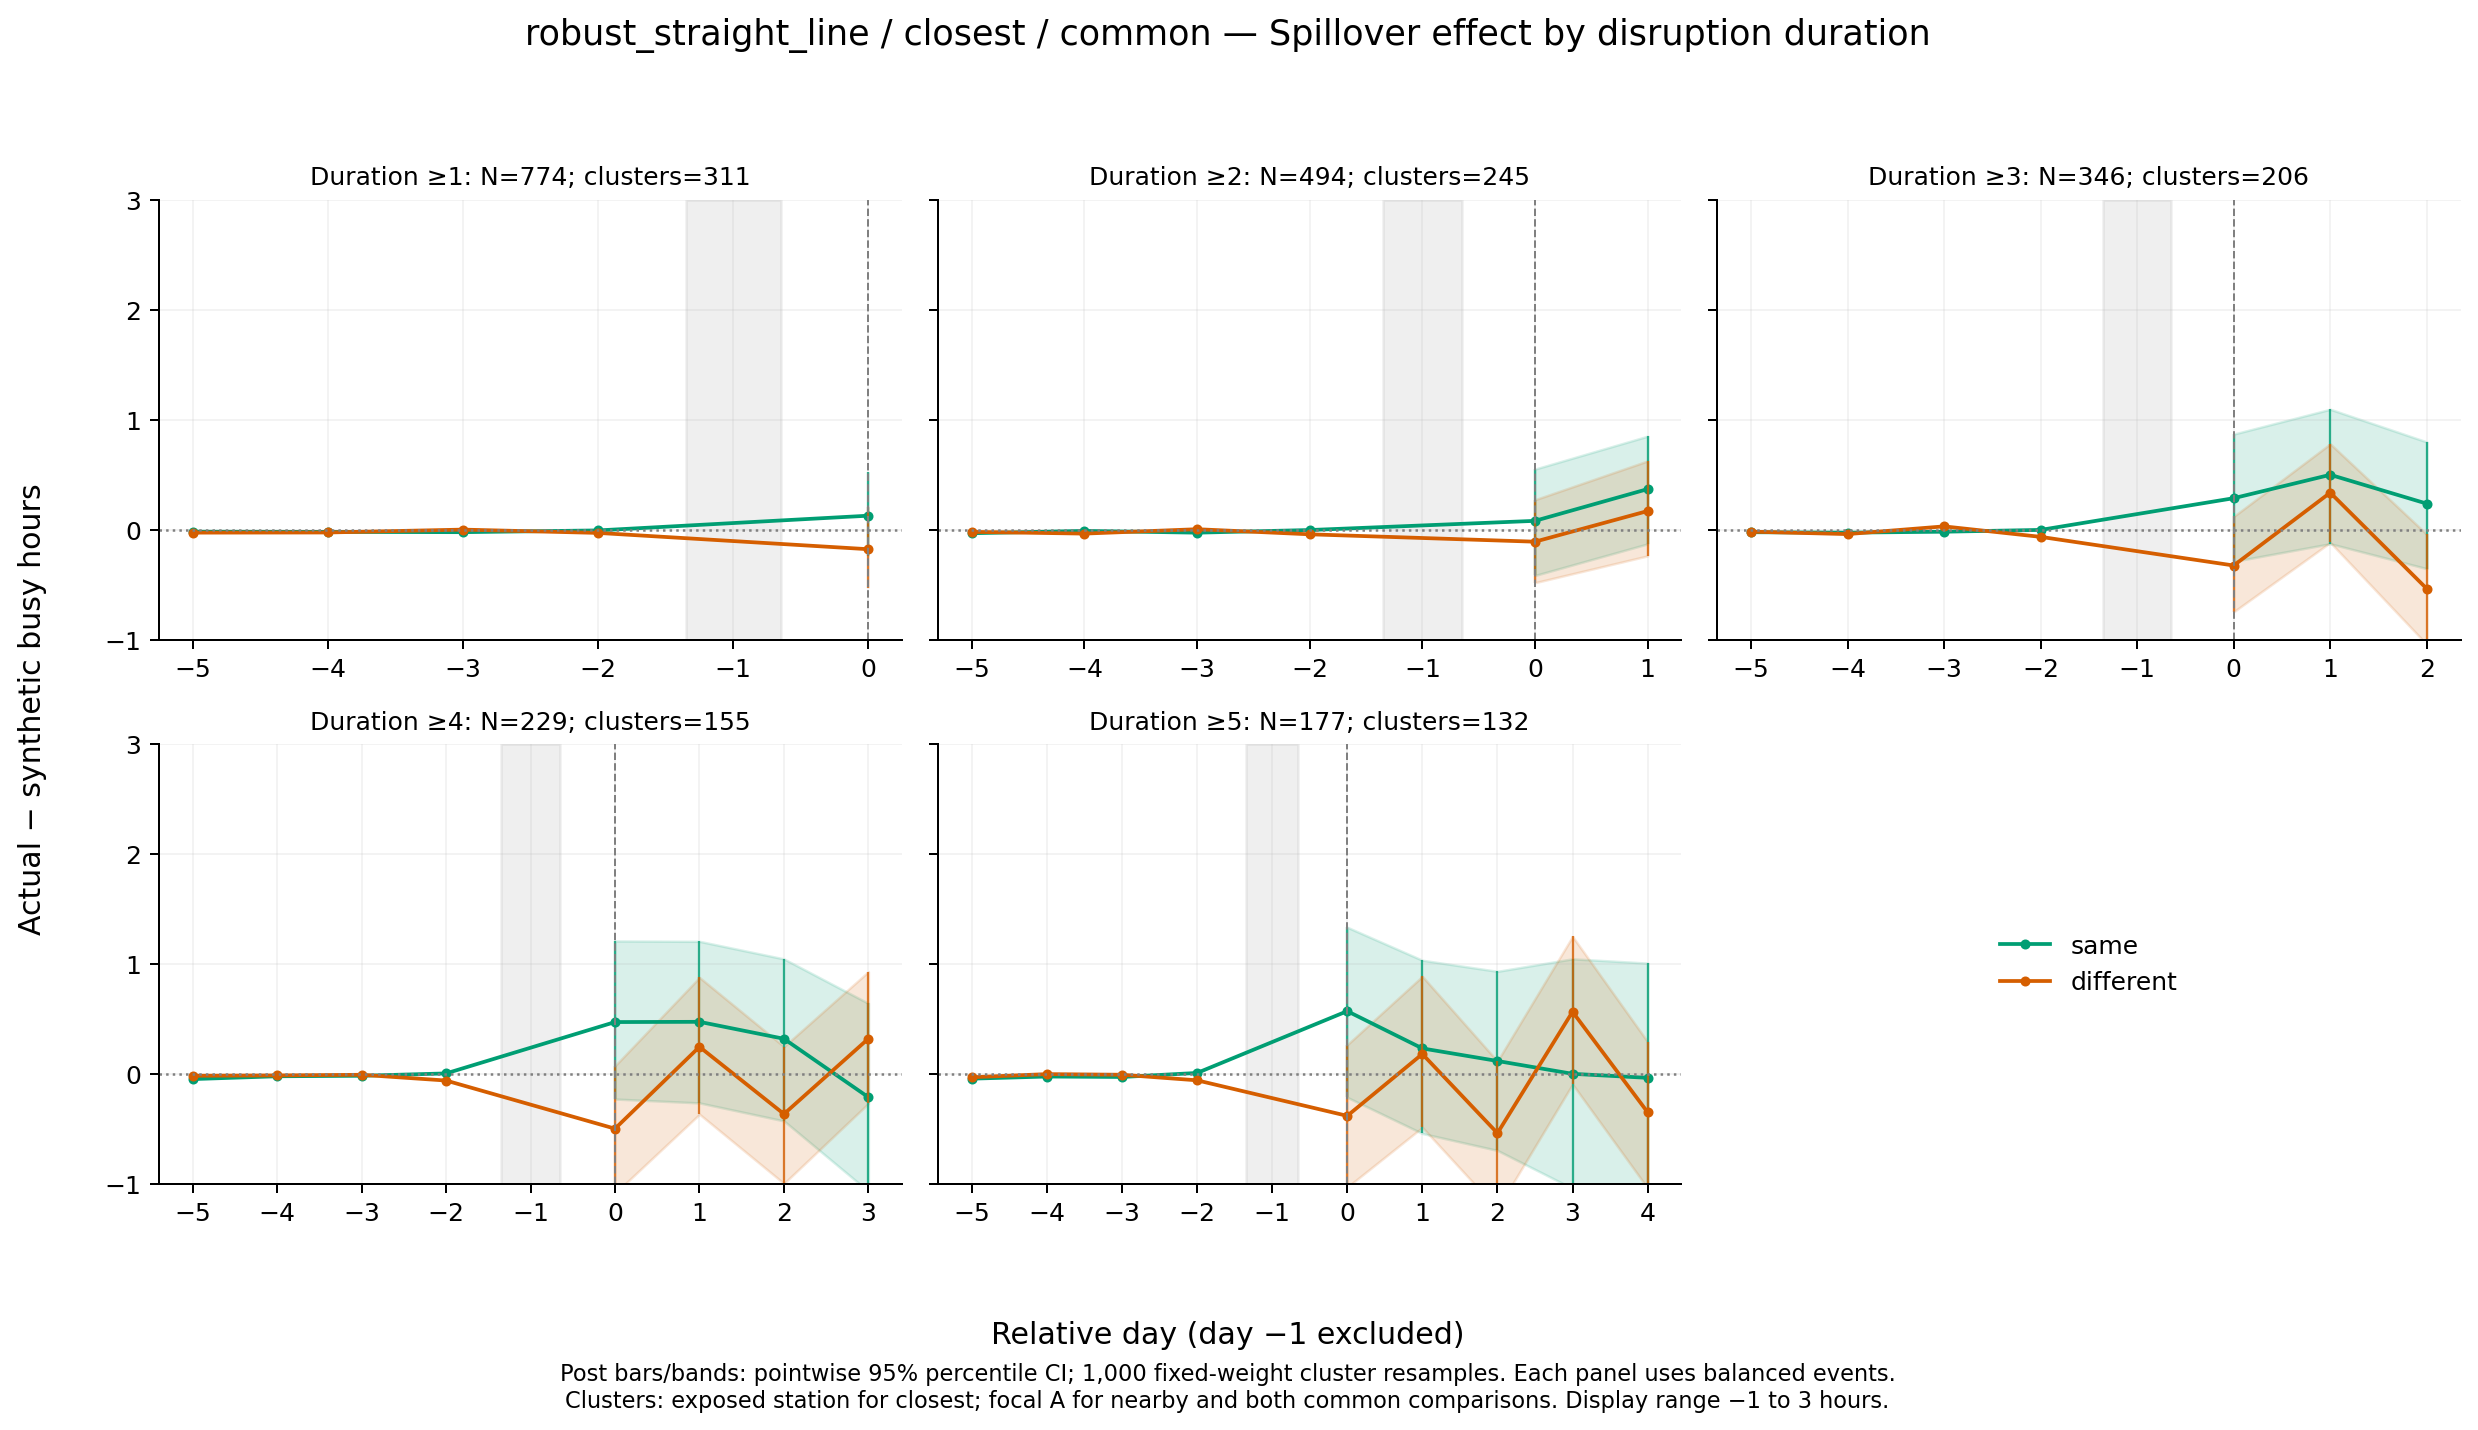 robust_straight_line / closest / common — Spillover effect by disruption duration
Duration ≥1: N=774; clusters=311
Duration ≥2: N=494; clusters=245
Duration ≥3: N=346; clusters=206
3
2
1
0
−1
−5 −4 −3 −2 −1 0
−5 −4 −3 −2 −1 0 1
−5 −4 −3 −2 −1 0 1 2
Actual − synthetic busy hours
Duration ≥4: N=229; clusters=155
Duration ≥5: N=177; clusters=132
3
2
1
0
−1
−5 −4 −3 −2 −1 0 1 2 3
−5 −4 −3 −2 −1 0 1 2 3 4
same
different
Relative day (day −1 excluded)
Post bars/bands: pointwise 95% percentile CI; 1,000 fixed-weight cluster resamples. Each panel uses balanced events.
Clusters: exposed station for closest; focal A for nearby and both common comparisons. Display range −1 to 3 hours.